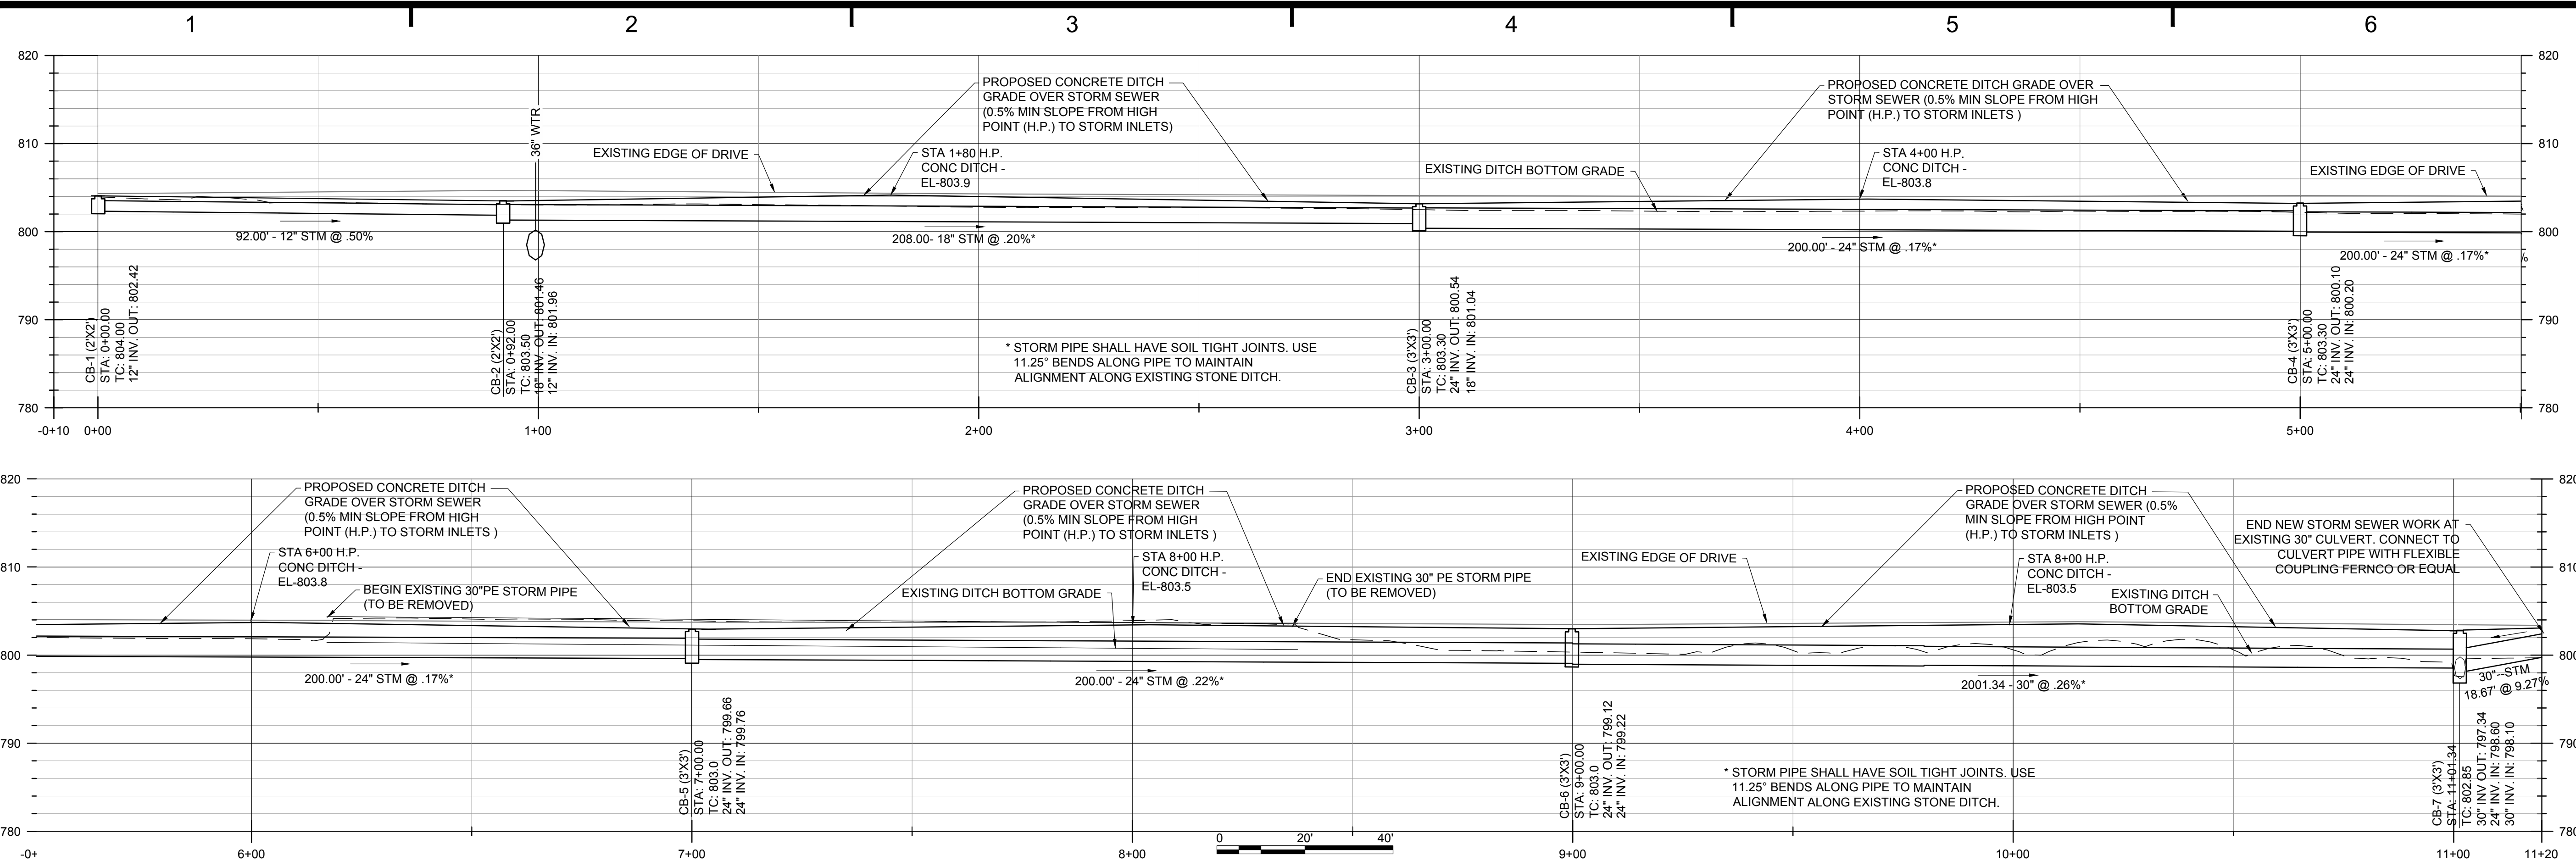 1
2
3
4
5
6
820
810
800
790
780
820
810
800
790
780
PROPOSED CONCRETE DITCH
GRADE OVER STORM SEWER
(0.5% MIN SLOPE FROM HIGH
POINT (H.P.) TO STORM INLETS)
PROPOSED CONCRETE DITCH GRADE OVER
STORM SEWER (0.5% MIN SLOPE FROM HIGH
POINT (H.P.) TO STORM INLETS )
36" WTR
EXISTING EDGE OF DRIVE
STA 1+80 H.P.
CONC DITCH -
EL-803.9
EXISTING DITCH BOTTOM GRADE
STA 4+00 H.P.
CONC DITCH -
EL-803.8
EXISTING EDGE OF DRIVE
92.00' - 12" STM @ .50%
208.00- 18" STM @ .20%*
200.00' - 24" STM @ .17%*
200.00' - 24" STM @ .17%*
%
CB-1 (2'X2')
STA: 0+00.00
TC: 804.00
12" INV. OUT: 802.42
CB-2 (2'X2')
STA: 0+92.00
TC: 803.50
18" INV. OUT: 801.46
12" INV. IN: 801.96
* STORM PIPE SHALL HAVE SOIL TIGHT JOINTS. USE
11.25° BENDS ALONG PIPE TO MAINTAIN
ALIGNMENT ALONG EXISTING STONE DITCH.
CB-3 (3'X3')
STA: 3+00.00
TC: 803.30
24" INV. OUT: 800.54
18" INV. IN: 801.04
CB-4 (3'X3')
STA: 5+00.00
TC: 803.30
24" INV. OUT: 800.10
24" INV. IN: 800.20
-0+10
0+00
1+00
2+00
3+00
4+00
5+00
820
810
800
790
780
820
810
800
790
780
PROPOSED CONCRETE DITCH
GRADE OVER STORM SEWER
(0.5% MIN SLOPE FROM HIGH
POINT (H.P.) TO STORM INLETS )
STA 6+00 H.P.
CONC DITCH -
EL-803.8
BEGIN EXISTING 30"PE STORM PIPE
(TO BE REMOVED)
PROPOSED CONCRETE DITCH
GRADE OVER STORM SEWER
(0.5% MIN SLOPE FROM HIGH
POINT (H.P.) TO STORM INLETS )
EXISTING DITCH BOTTOM GRADE
STA 8+00 H.P.
CONC DITCH -
EL-803.5
END EXISTING 30" PE STORM PIPE
(TO BE REMOVED)
EXISTING EDGE OF DRIVE
PROPOSED CONCRETE DITCH
GRADE OVER STORM SEWER (0.5%
MIN SLOPE FROM HIGH POINT
(H.P.) TO STORM INLETS )
STA 8+00 H.P.
CONC DITCH -
EL-803.5
END NEW STORM SEWER WORK AT
EXISTING 30" CULVERT. CONNECT TO
CULVERT PIPE WITH FLEXIBLE
COUPLING FERNCO OR EQUAL
EXISTING DITCH
BOTTOM GRADE
200.00' - 24" STM @ .17%*
200.00' - 24" STM @ .22%*
2001.34 - 30" @ .26%*
30"--STM
18.67' @ 9.27%
CB-5 (3'X3')
STA: 7+00.00
TC: 803.0
24" INV. OUT: 799.66
24" INV. IN: 799.76
CB-6 (3'X3')
STA: 9+00.00
TC: 803.0
24" INV. OUT: 799.12
24" INV. IN: 799.22
* STORM PIPE SHALL HAVE SOIL TIGHT JOINTS. USE
11.25° BENDS ALONG PIPE TO MAINTAIN
ALIGNMENT ALONG EXISTING STONE DITCH.
CB-7 (3'X3')
STA: 11+01.34
TC: 802.85
30" INV OUT: 797.34
24" INV. IN: 798.60
30" INV. IN: 798.10
-0+
6+00
7+00
8+00
9+00
10+00
11+00
11+20
0
20'
40'